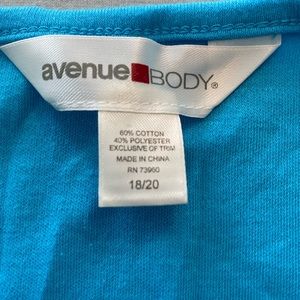 avenue BODY®
60% COTTON
40% POLYESTER
EXCLUSIVE OF TRIM
MADE IN CHINA
RN 73960
18/20